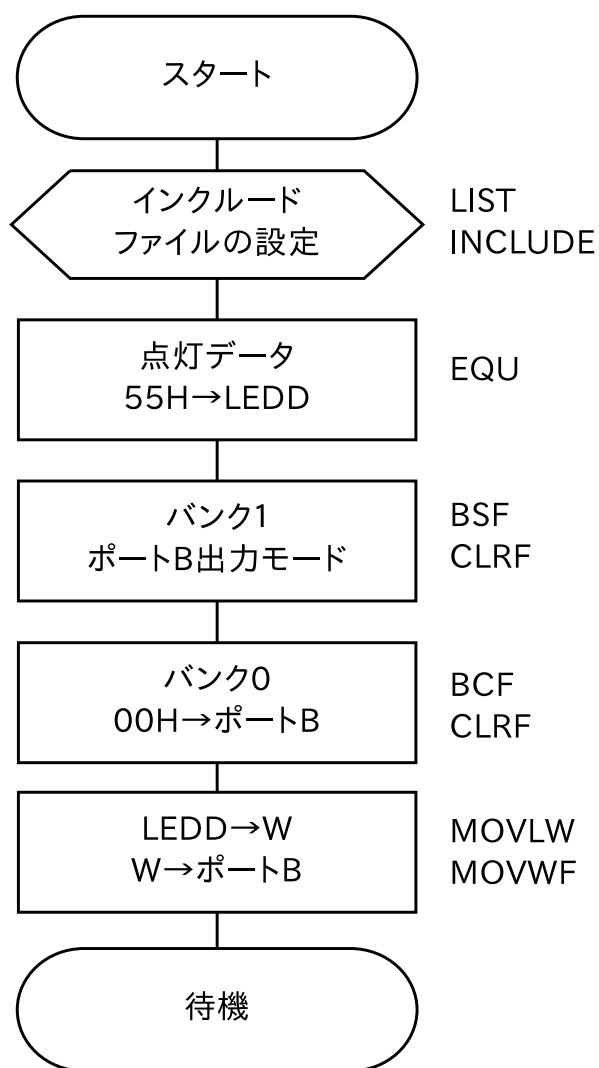 スタート
インクルード
ファイルの設定
LIST
INCLUDE
点灯データ
55H→LEDD
EQU
バンク1
ポートB出力モード
BSF
CLRF
バンク0
00H→ポートB
BCF
CLRF
LEDD→W
W→ポートB
MOVLW
MOVWF
待機